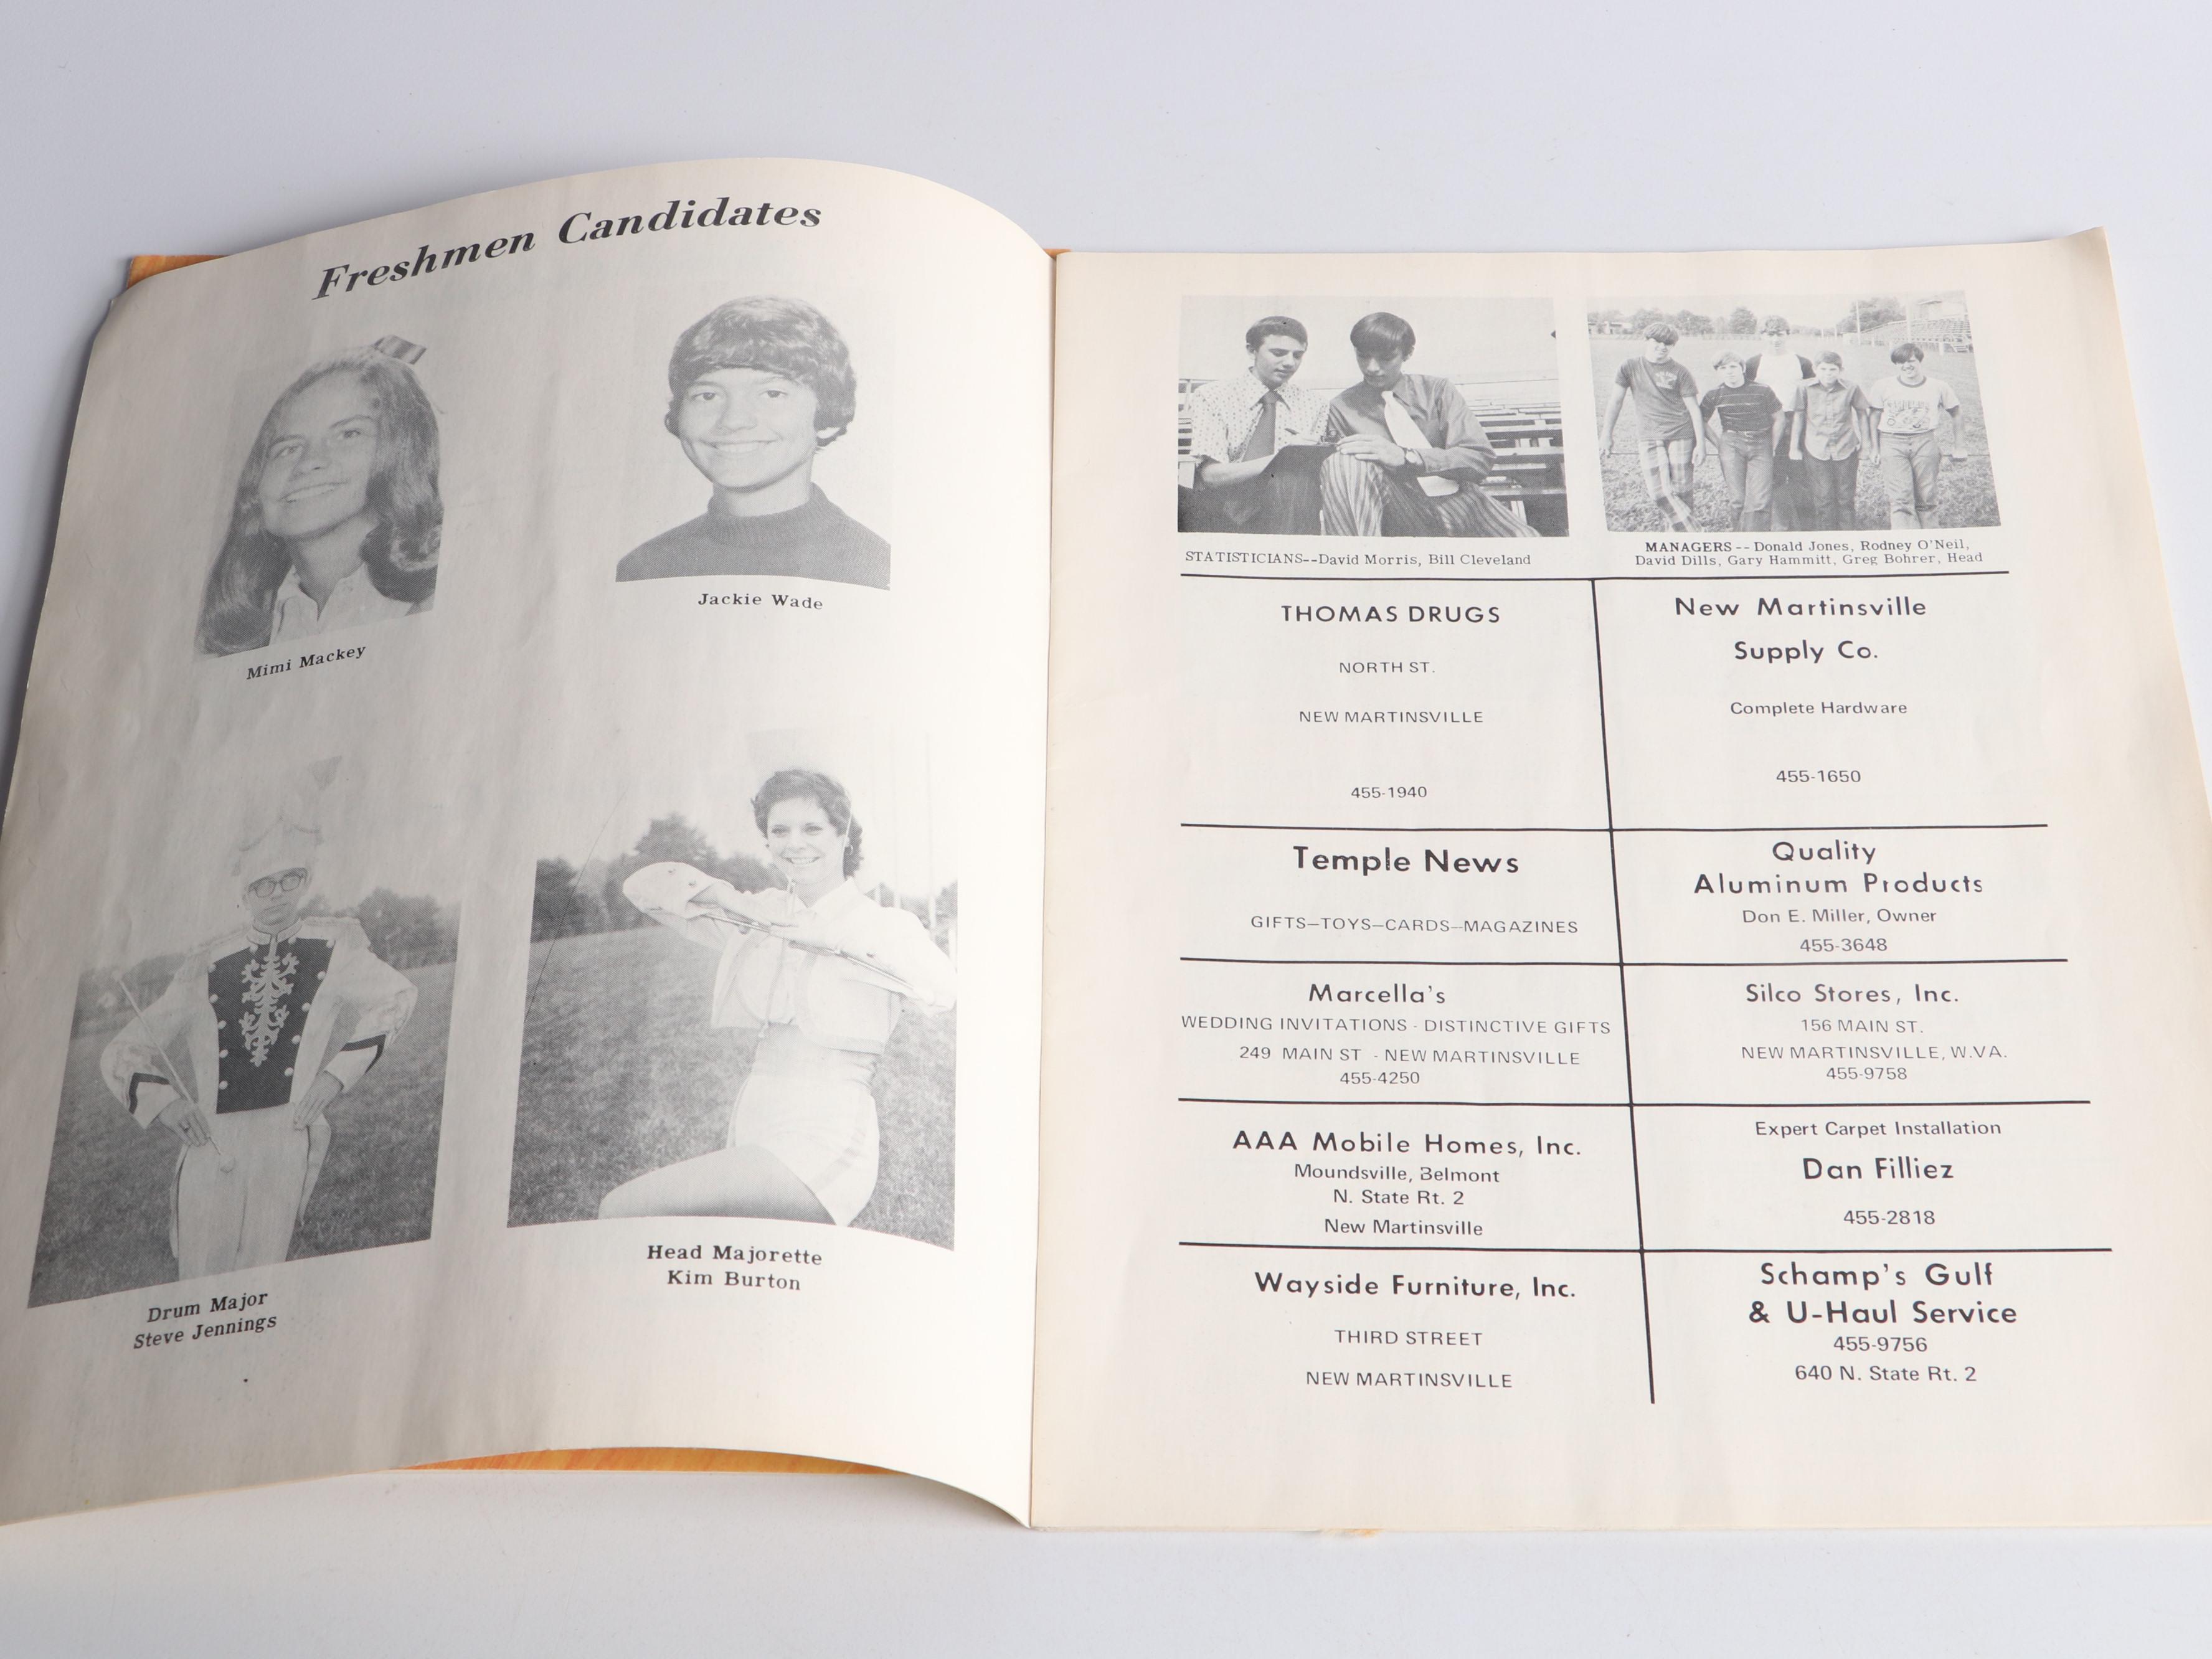 Freshmen Candidates
Mimi Mackey
Jackie Wade
Drum Major
Steve Jennings
Head Majorette
Kim Burton
STATISTICIANS--David Morris, Bill Cleveland
MANAGERS -- Donald Jones, Rodney O'Neil,
David Dills, Gary Hammitt, Greg Bohrer, Head
THOMAS DRUGS
NORTH ST.
NEW MARTINSVILLE
455-1940
New Martinsville
Supply Co.
Complete Hardware
455-1650
Temple News
GIFTS—TOYS—CARDS—MAGAZINES
Quality
Aluminum Products
Don E. Miller, Owner
455-3648
Marcella's
WEDDING INVITATIONS - DISTINCTIVE GIFTS
249 MAIN ST - NEW MARTINSVILLE
455-4250
Silco Stores, Inc.
156 MAIN ST.
NEW MARTINSVILLE, W.VA.
455-9758
AAA Mobile Homes, Inc.
Moundsville, Belmont
N. State Rt. 2
New Martinsville
Expert Carpet Installation
Dan Filliez
455-2818
Wayside Furniture, Inc.
THIRD STREET
NEW MARTINSVILLE
Schamp's Gulf
& U-Haul Service
455-9756
640 N. State Rt. 2